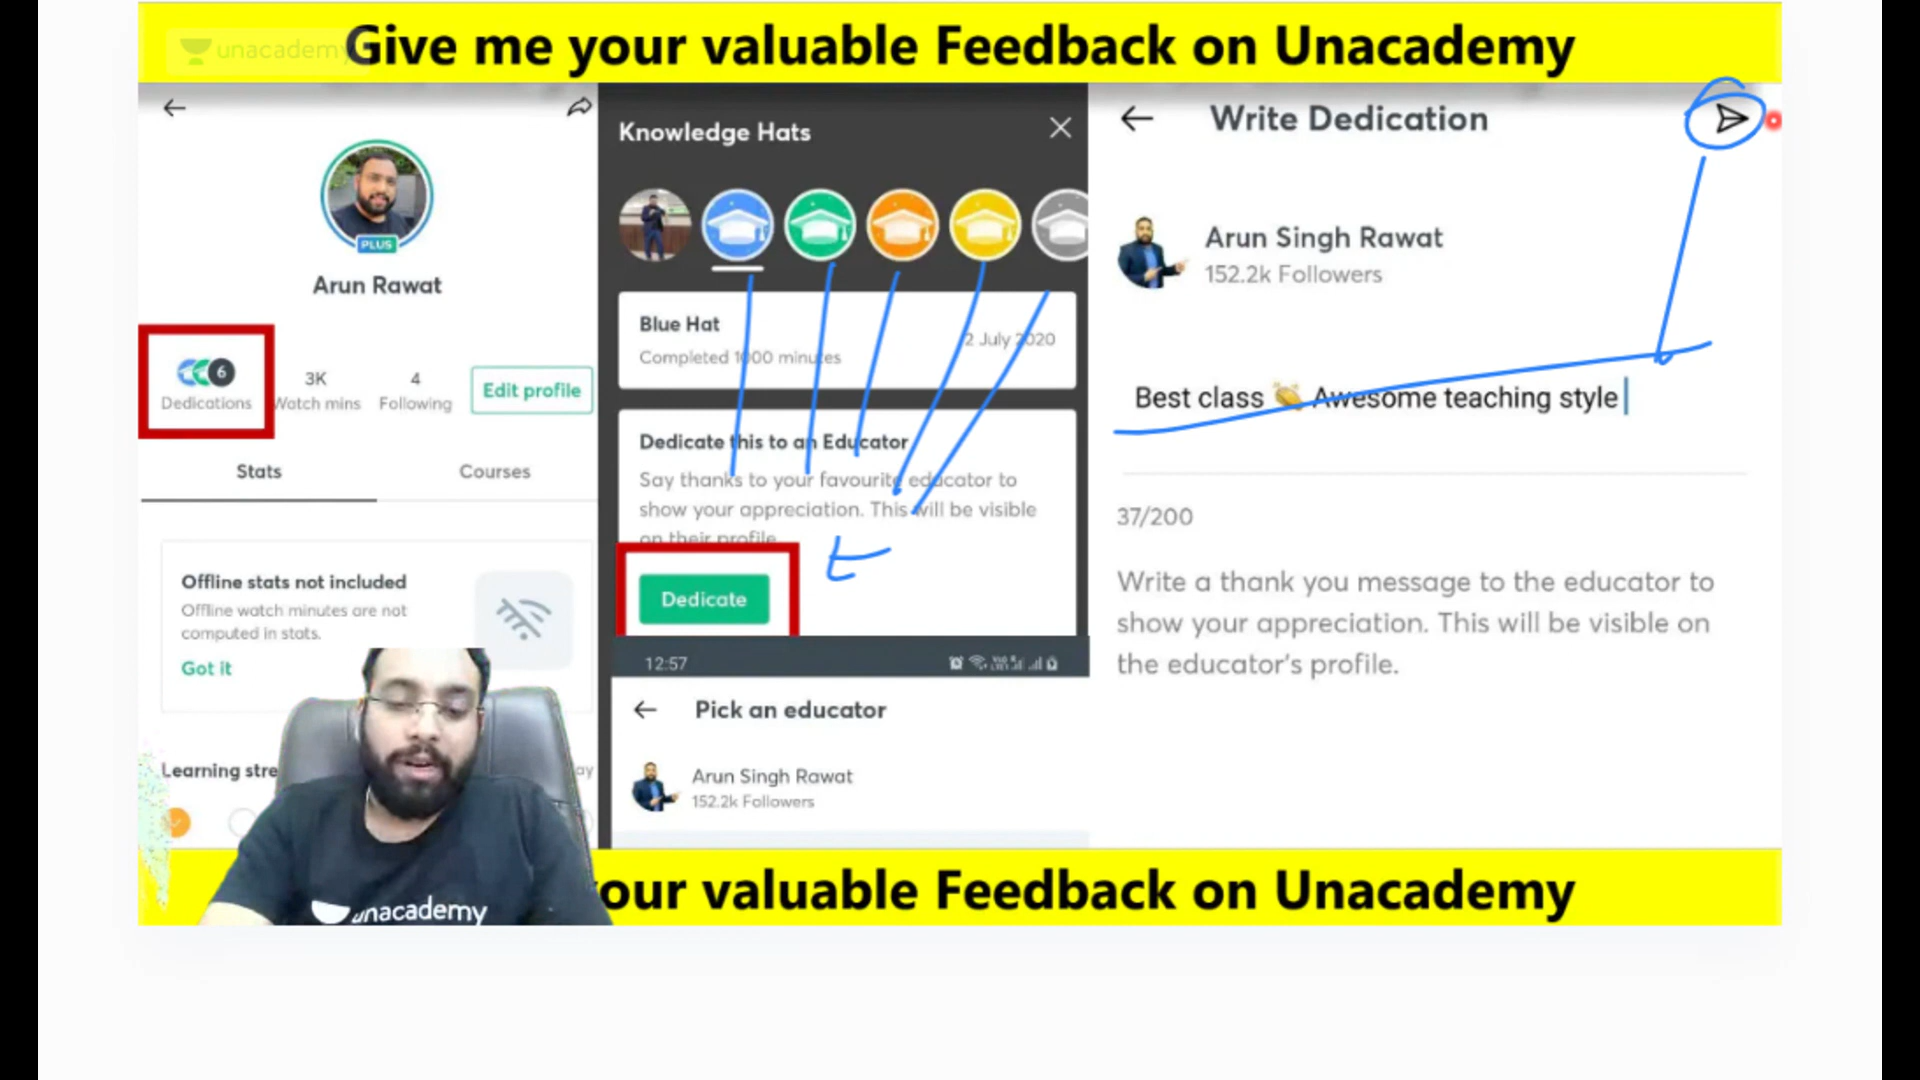 unacademy
Give me your valuable Feedback on Unacademy
PLUS
Arun Rawat
6
Dedications
3K
Watch mins
4
Following
Edit profile
Stats
Courses
Offline stats not included
Offline watch minutes are not
computed in stats.
Got it
Learning stre
ay
unacademy
Knowledge Hats
Blue Hat
Completed 1000 minutes
2 July 2020
Dedicate this to an Educator
Say thanks to your favourite educator to
show your appreciation. This will be visible
on their profile
Dedicate
12:57
Pick an educator
Arun Singh Rawat
152.2k Followers
Write Dedication
Arun Singh Rawat
152.2k Followers
Best class 👏 Awesome teaching style
37/200
Write a thank you message to the educator to
show your appreciation. This will be visible on
the educator's profile.
our valuable Feedback on Unacademy